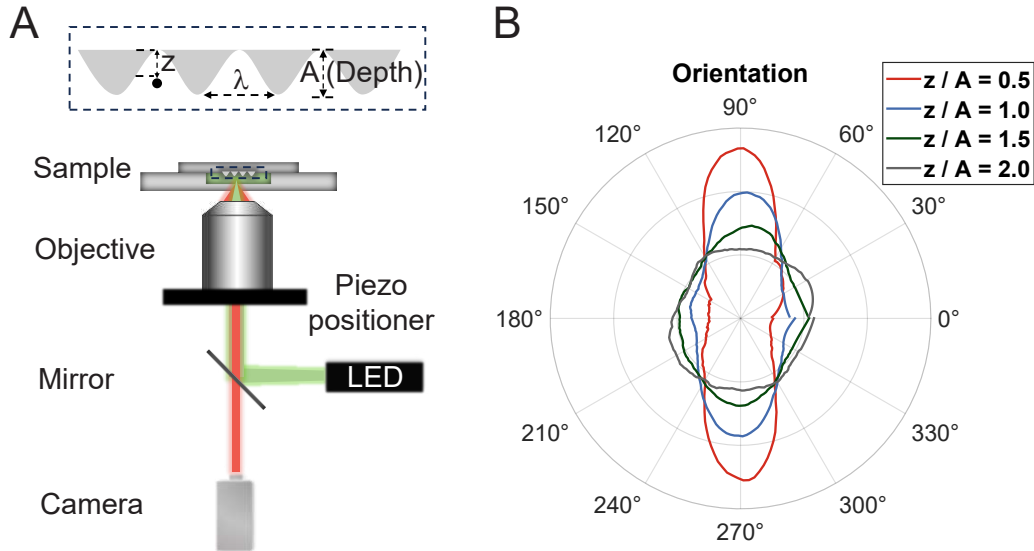 A
z
λ
A (Depth)
Sample
Objective
Piezo
positioner
Mirror
LED
Camera
B
Orientation
z / A = 0.5
z / A = 1.0
z / A = 1.5
z / A = 2.0
90°
120°
60°
150°
30°
180°
0°
210°
330°
240°
300°
270°